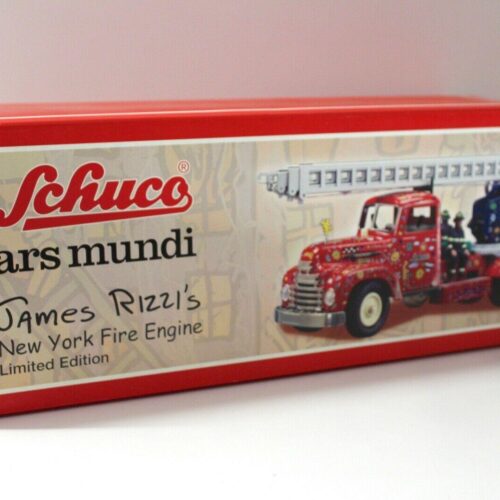 Schuco®
ars mundi
James Rizzi's
New York Fire Engine
Limited Edition